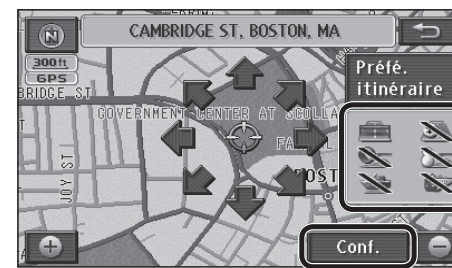 N
CAMBRIDGE ST, BOSTON, MA
300ft
GPS
Préfé.
itinéraire
BRIDGE ST
GOVERNMENT CENTER AT SCOLLA
FA
JOY ST
OST
Conf.